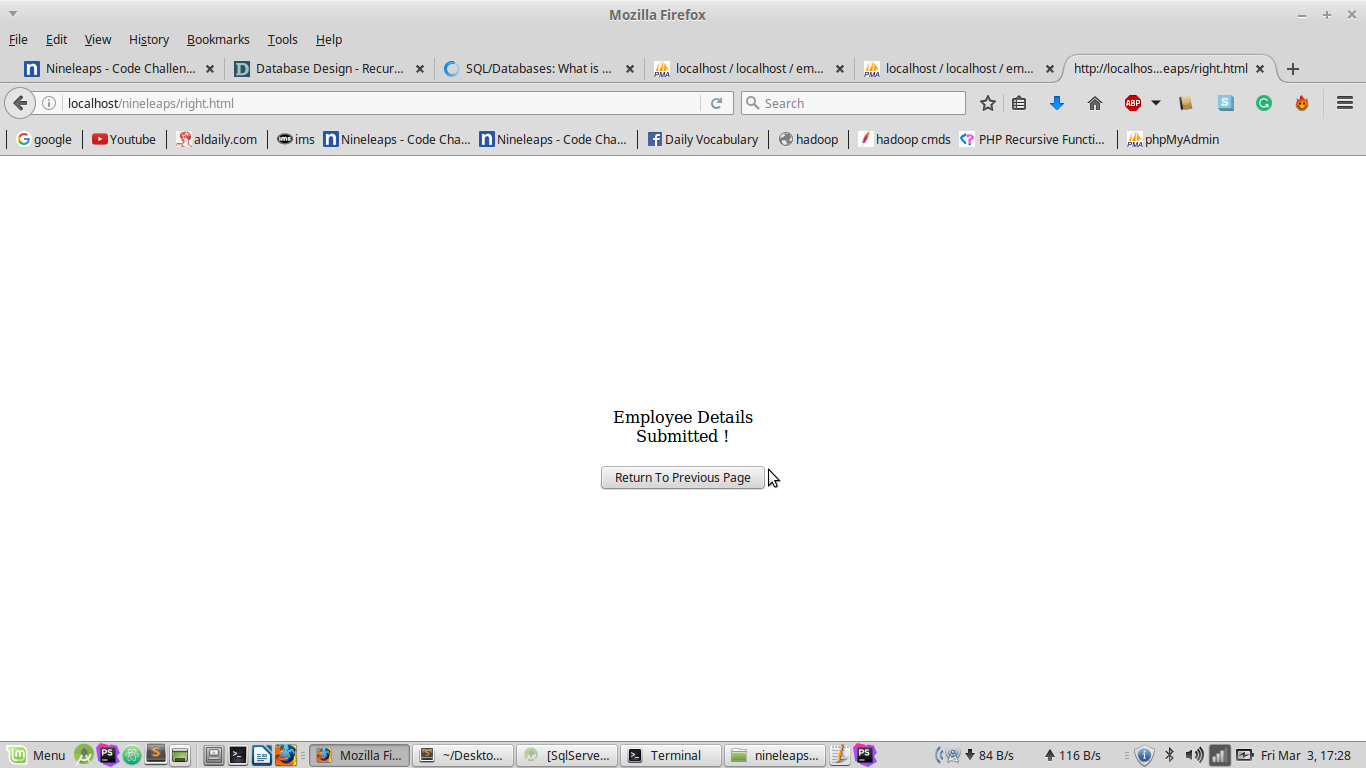 Mozilla Firefox
File Edit View History Bookmarks Tools Help
Nineleaps - Code Challen... Database Design - Recur... SQL/Databases: What is ... localhost / localhost / em... localhost / localhost / em... http://localhos...eaps/right.html
localhost/nineleaps/right.html Search ABP
google Youtube aldaily.com ims Nineleaps - Code Cha... Nineleaps - Code Cha... Daily Vocabulary hadoop hadoop cmds PHP Recursive Functi... phpMyAdmin
Employee Details
Submitted !
Return To Previous Page
Menu Mozilla Fi... ~/Deskto... [SqlServe... Terminal nineleaps... 84 B/s 116 B/s Fri Mar 3, 17:28